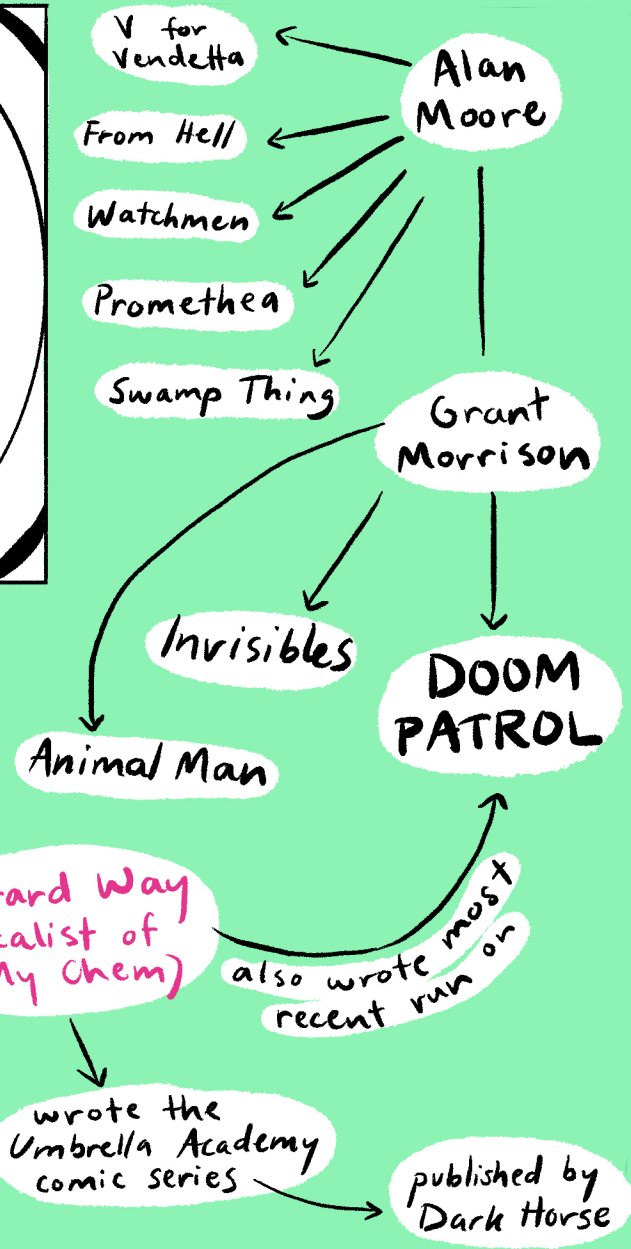 V for
Vendetta
Alan
Moore
From Hell
Watchmen
Promethea
Swamp Thing
Grant
Morrison
Invisibles
DOOM
PATROL
Animal Man
rard Way
calist of
My Chem)
also wrote most
recent run on
wrote the
Umbrella Academy
comic series
published by
Dark Horse